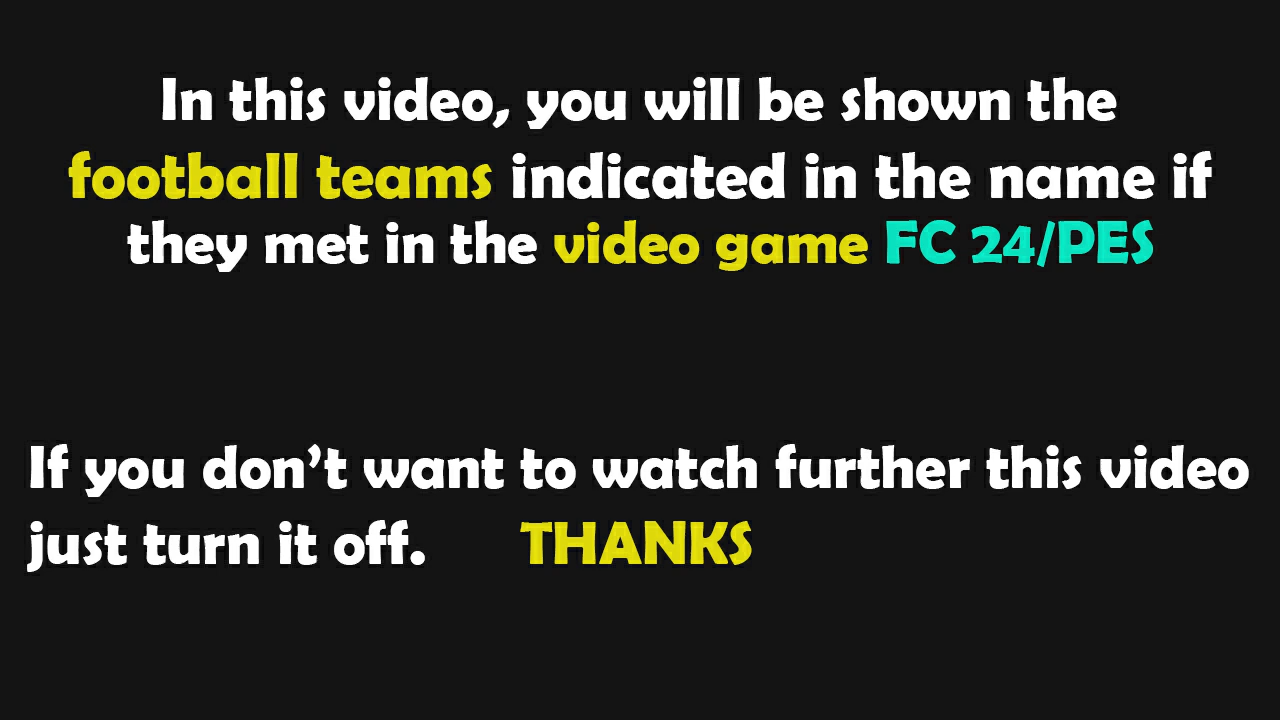 In this video, you will be shown the
football teams indicated in the name if
they met in the video game FC 24/PES
If you don't want to watch further this video
just turn it off. THANKS